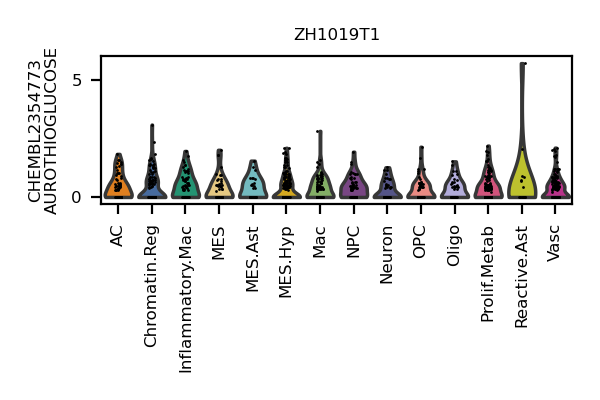 ZH1019T1
CHEMBL2354773
AUROTHIOGLUCOSE
5
0
AC
Chromatin.Reg
Inflammatory.Mac
MES
MES.Ast
MES.Hyp
Mac
NPC
Neuron
OPC
Oligo
Prolif.Metab
Reactive.Ast
Vasc